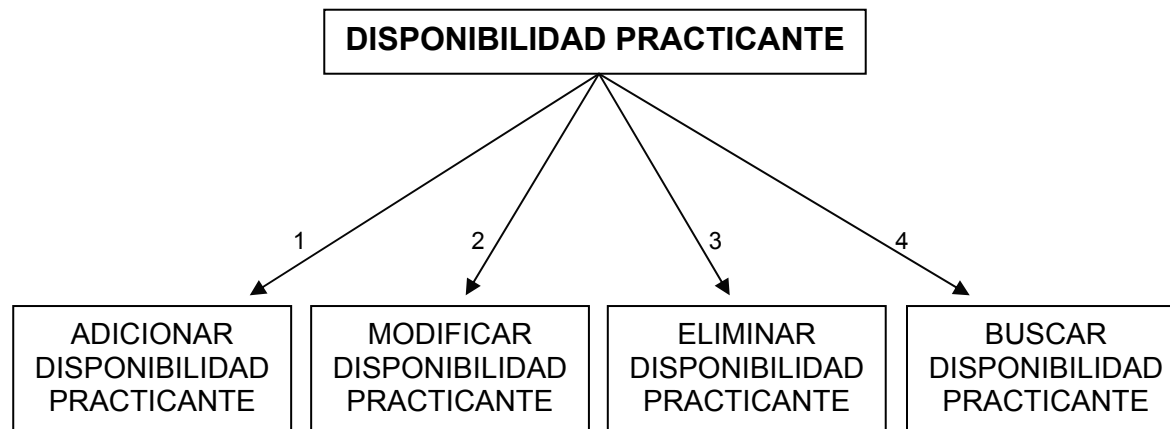 DISPONIBILIDAD PRACTICANTE
1
2
3
4
ADICIONAR
DISPONIBILIDAD
PRACTICANTE
MODIFICAR
DISPONIBILIDAD
PRACTICANTE
ELIMINAR
DISPONIBILIDAD
PRACTICANTE
BUSCAR
DISPONIBILIDAD
PRACTICANTE